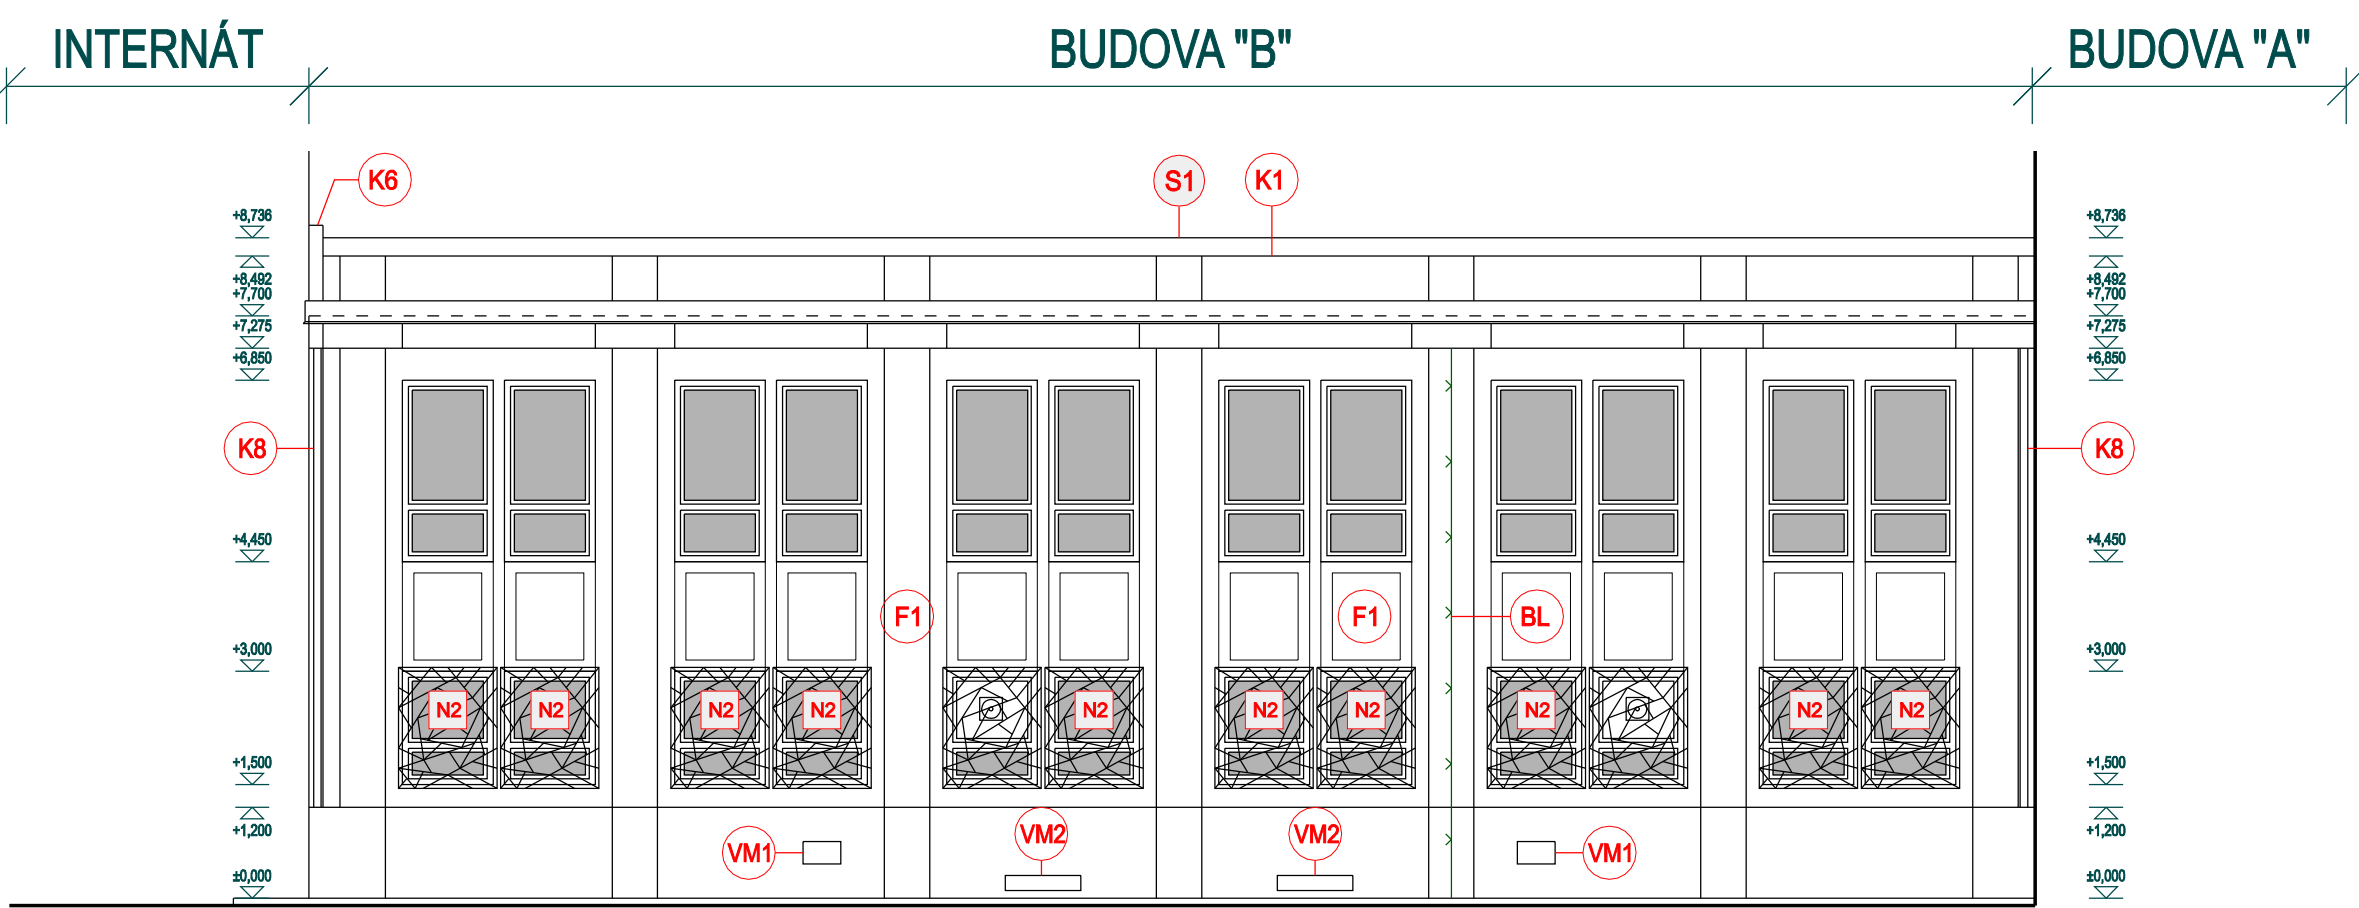 INTERNÁT
BUDOVA "B"
BUDOVA "A"
K6
S1
K1
+8,736
+8,736
+8,492
+8,492
+7,700
+7,700
+7,275
+7,275
+6,850
+6,850
K8
K8
+4,450
+4,450
F1
F1
BL
+3,000
+3,000
N2
N2
N2
N2
N2
N2
N2
N2
N2
N2
+1,500
+1,500
+1,200
+1,200
VM2
VM2
VM1
VM1
±0,000
±0,000